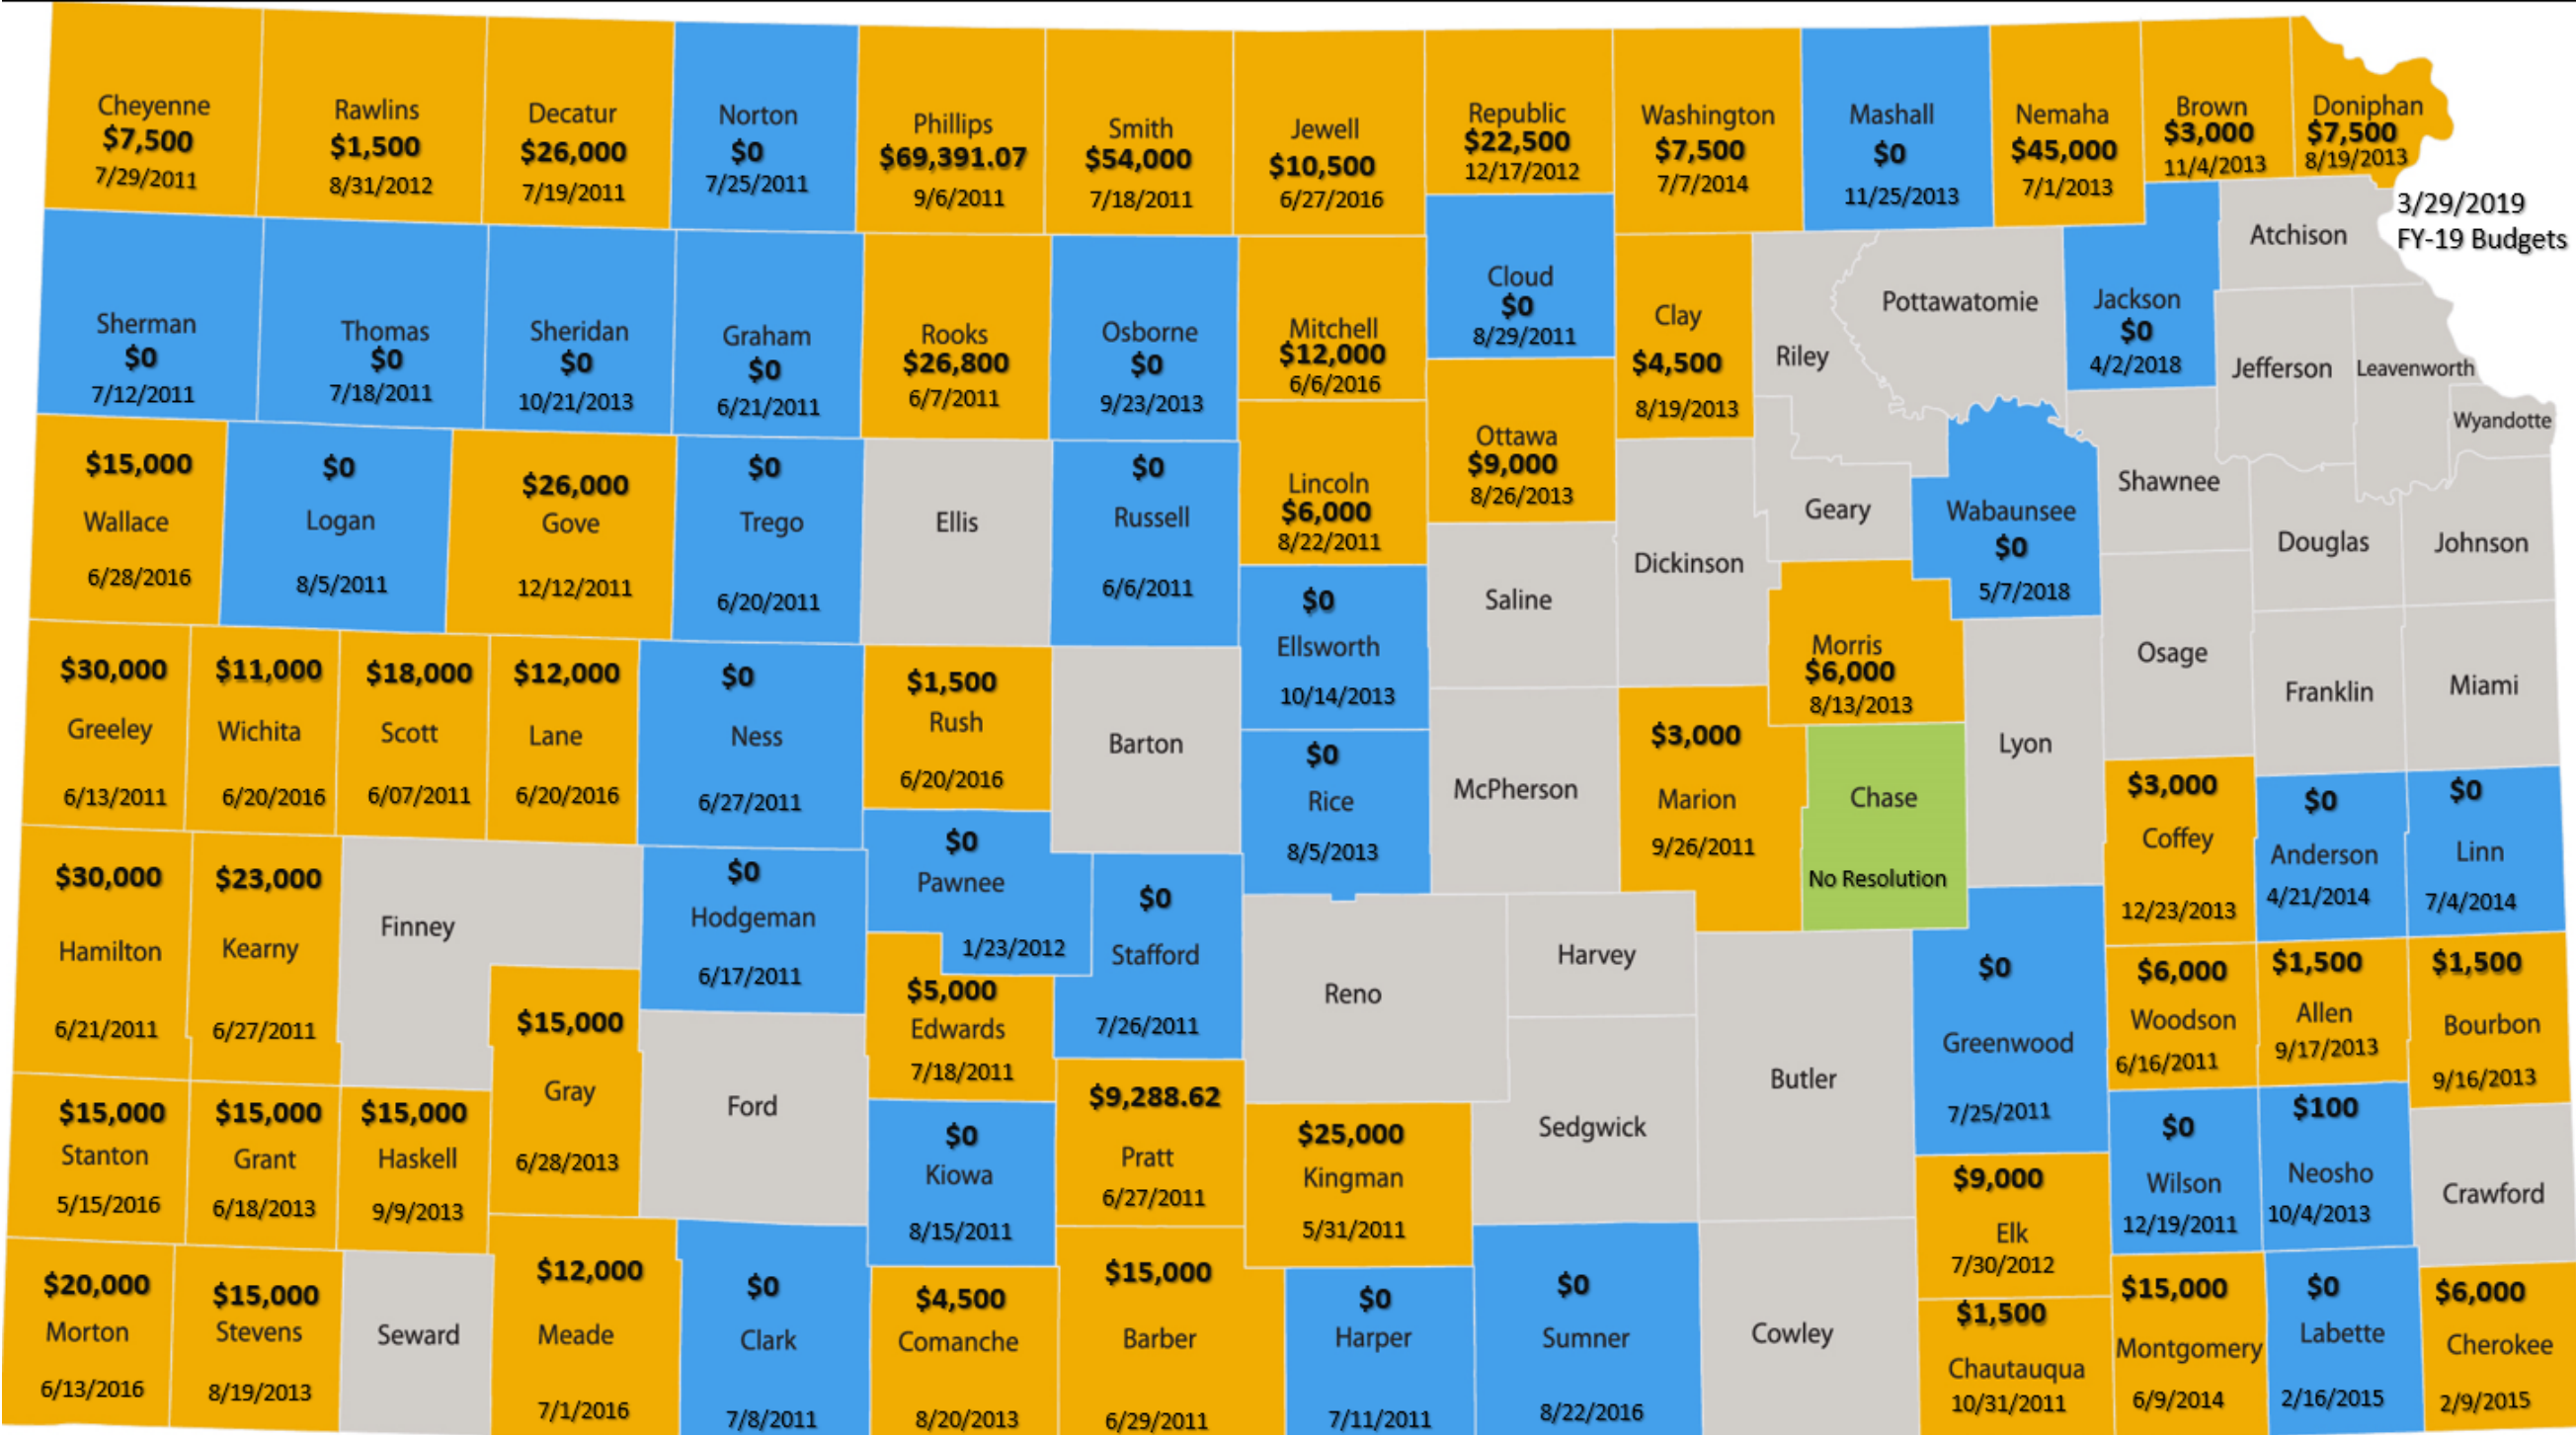 Cheyenne
$7,500
7/29/2011
Rawlins
$1,500
8/31/2012
Decatur
$26,000
7/19/2011
Norton
$0
7/25/2011
Phillips
$69,391.07
9/6/2011
Smith
$54,000
7/18/2011
Jewell
$10,500
6/27/2016
Republic
$22,500
12/17/2012
Washington
$7,500
7/7/2014
Mashall
$0
11/25/2013
Nemaha
$45,000
7/1/2013
Brown
$3,000
11/4/2013
Doniphan
$7,500
8/19/2013
3/29/2019
FY-19 Budgets
Sherman
$0
7/12/2011
Thomas
$0
7/18/2011
Sheridan
$0
10/21/2013
Graham
$0
6/21/2011
Rooks
$26,800
6/7/2011
Osborne
$0
9/23/2013
Mitchell
$12,000
6/6/2016
Cloud
$0
8/29/2011
Clay
$4,500
8/19/2013
Riley
Pottawatomie
Jackson
$0
4/2/2018
Atchison
Jefferson
Leavenworth
Wyandotte
$15,000
Wallace
6/28/2016
$0
Logan
8/5/2011
$26,000
Gove
12/12/2011
$0
Trego
6/20/2011
Ellis
$0
Russell
6/6/2011
Lincoln
$6,000
8/22/2011
Ottawa
$9,000
8/26/2013
Saline
Dickinson
Geary
Wabaunsee
$0
5/7/2018
Shawnee
Douglas
Johnson
$30,000
Greeley
6/13/2011
$11,000
Wichita
6/20/2016
$18,000
Scott
6/07/2011
$12,000
Lane
6/20/2016
$0
Ness
6/27/2011
$1,500
Rush
6/20/2016
Barton
$0
Ellsworth
10/14/2013
$0
Rice
8/5/2013
McPherson
$3,000
Marion
9/26/2011
Morris
$6,000
8/13/2013
Chase
No Resolution
Lyon
Osage
Franklin
Miami
$3,000
Coffey
12/23/2013
$0
Anderson
4/21/2014
$0
Linn
7/4/2014
$30,000
Hamilton
6/21/2011
$23,000
Kearny
6/27/2011
Finney
$0
Hodgeman
6/17/2011
$0
Pawnee
1/23/2012
$0
Stafford
7/26/2011
$5,000
Edwards
7/18/2011
Reno
Harvey
Butler
$0
Greenwood
7/25/2011
$6,000
Woodson
6/16/2011
$1,500
Allen
9/17/2013
$1,500
Bourbon
9/16/2013
$15,000
Stanton
5/15/2016
$15,000
Grant
6/18/2013
$15,000
Haskell
9/9/2013
$15,000
Gray
6/28/2013
Ford
$0
Kiowa
8/15/2011
$9,288.62
Pratt
6/27/2011
$25,000
Kingman
5/31/2011
Sedgwick
$9,000
Elk
7/30/2012
$0
Wilson
12/19/2011
$100
Neosho
10/4/2013
Crawford
$20,000
Morton
6/13/2016
$15,000
Stevens
8/19/2013
Seward
$12,000
Meade
7/1/2016
$0
Clark
7/8/2011
$4,500
Comanche
8/20/2013
$15,000
Barber
6/29/2011
$0
Harper
7/11/2011
$0
Sumner
8/22/2016
Cowley
$1,500
Chautauqua
10/31/2011
$15,000
Montgomery
6/9/2014
$0
Labette
2/16/2015
$6,000
Cherokee
2/9/2015